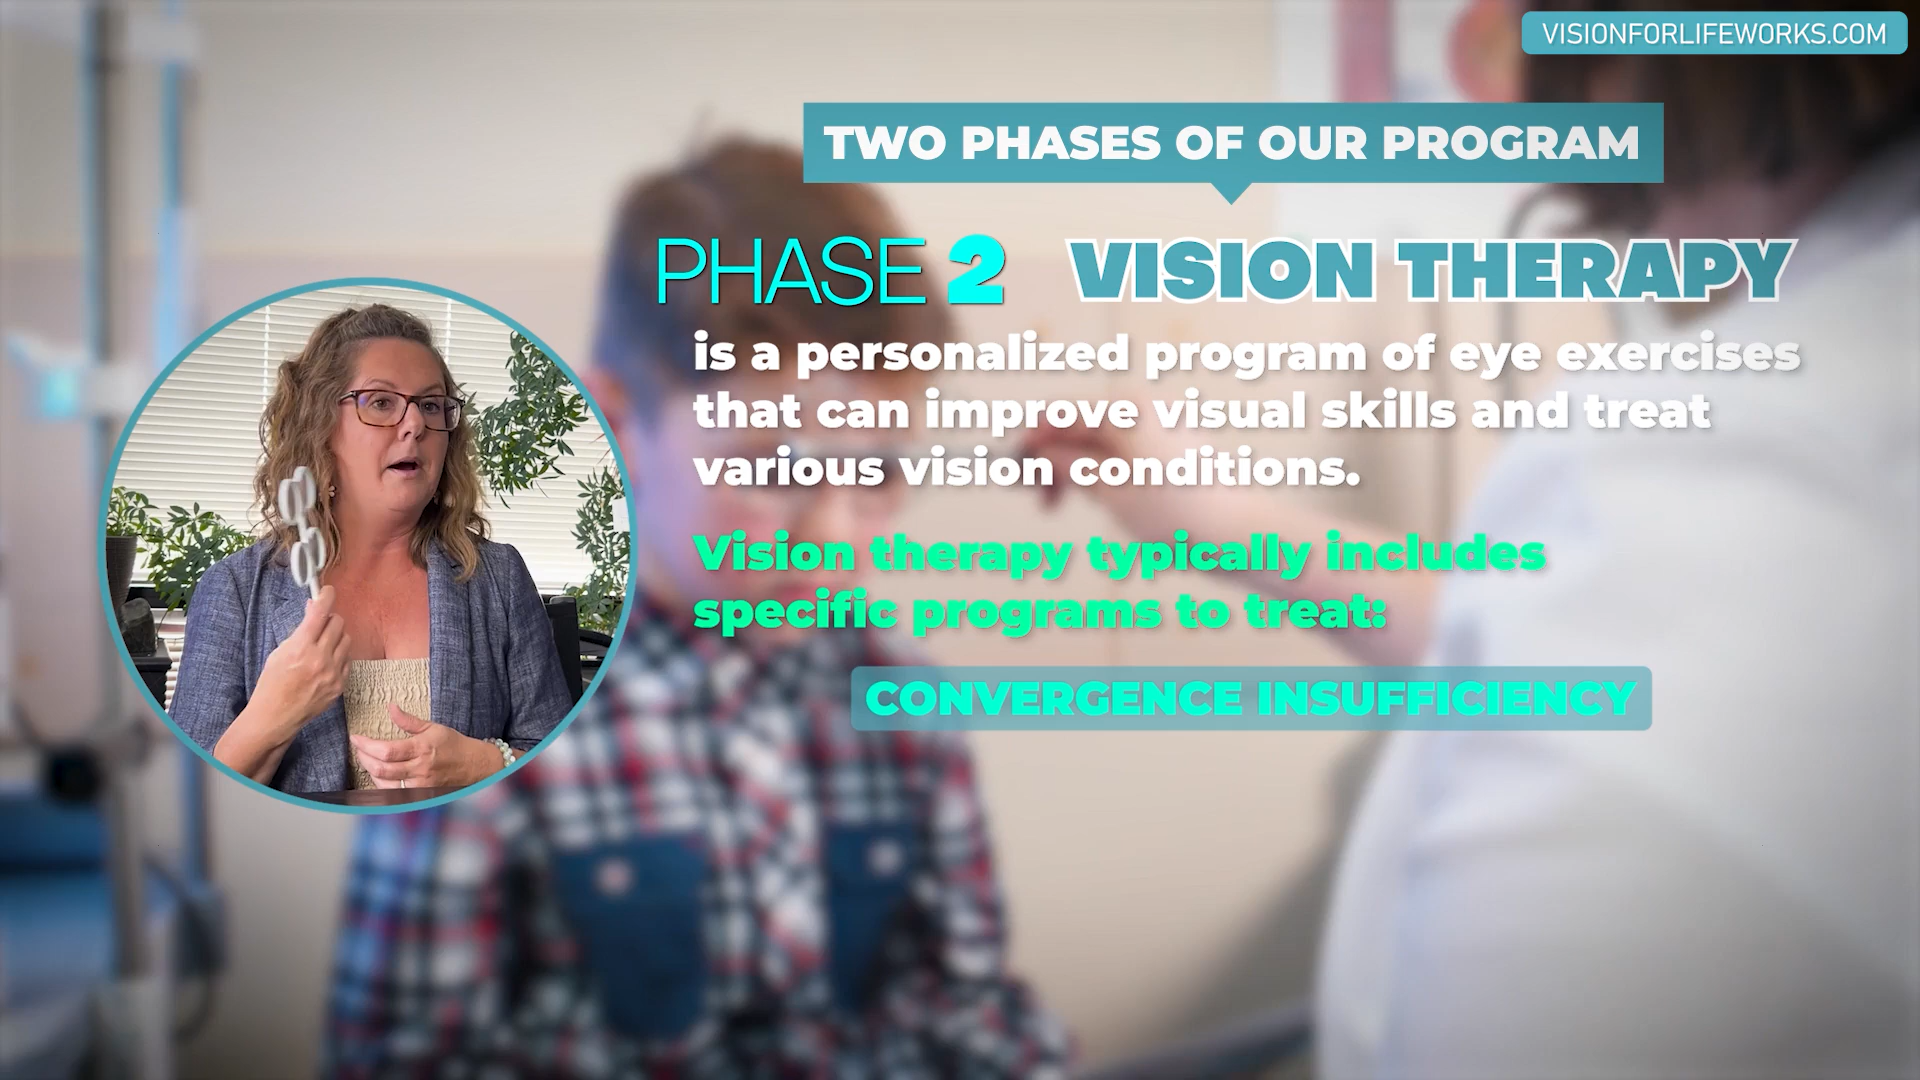 VISIONFORLIFEWORKS.COM
TWO PHASES OF OUR PROGRAM
PHASE 2 VISION THERAPY
is a personalized program of eye exercises
that can improve visual skills and treat
various vision conditions.
Vision therapy typically includes
specific programs to treat:
CONVERGENCE INSUFFICIENCY